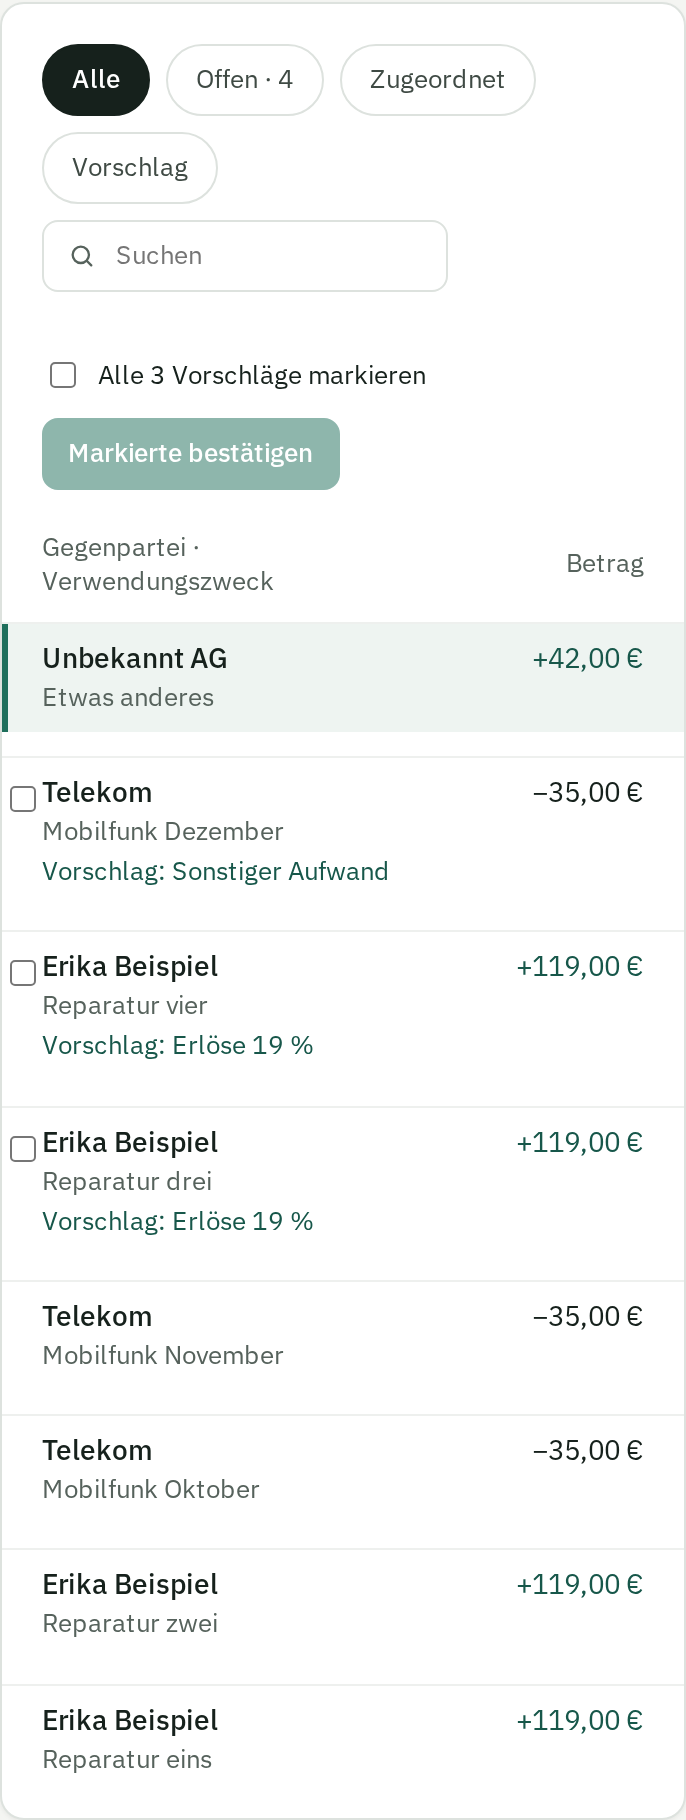 Alle
Offen · 4
Zugeordnet
Vorschlag
Suchen
Alle 3 Vorschläge markieren
Markierte bestätigen
Gegenpartei ·
Verwendungszweck
Betrag
Unbekannt AG +42,00 €
Etwas anderes
Telekom −35,00 €
Mobilfunk Dezember
Vorschlag: Sonstiger Aufwand
Erika Beispiel +119,00 €
Reparatur vier
Vorschlag: Erlöse 19 %
Erika Beispiel +119,00 €
Reparatur drei
Vorschlag: Erlöse 19 %
Telekom −35,00 €
Mobilfunk November
Telekom −35,00 €
Mobilfunk Oktober
Erika Beispiel +119,00 €
Reparatur zwei
Erika Beispiel +119,00 €
Reparatur eins